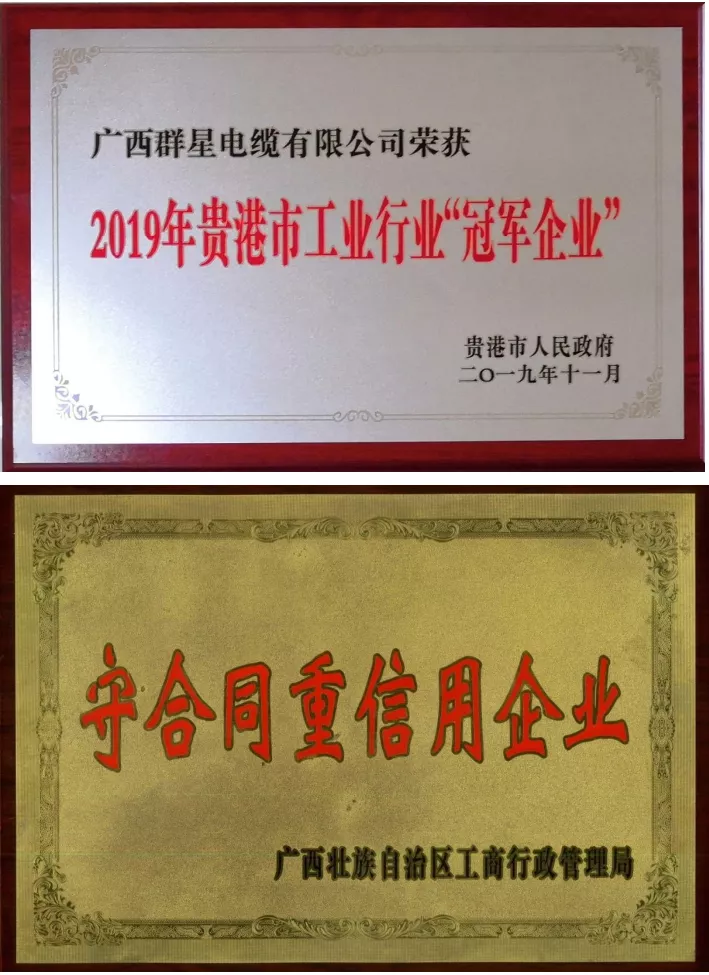 广西群星电缆有限公司荣获
2019年贵港市工业行业“冠军企业”
贵港市人民政府
二〇一九年十一月
守合同重信用企业
广西壮族自治区工商行政管理局